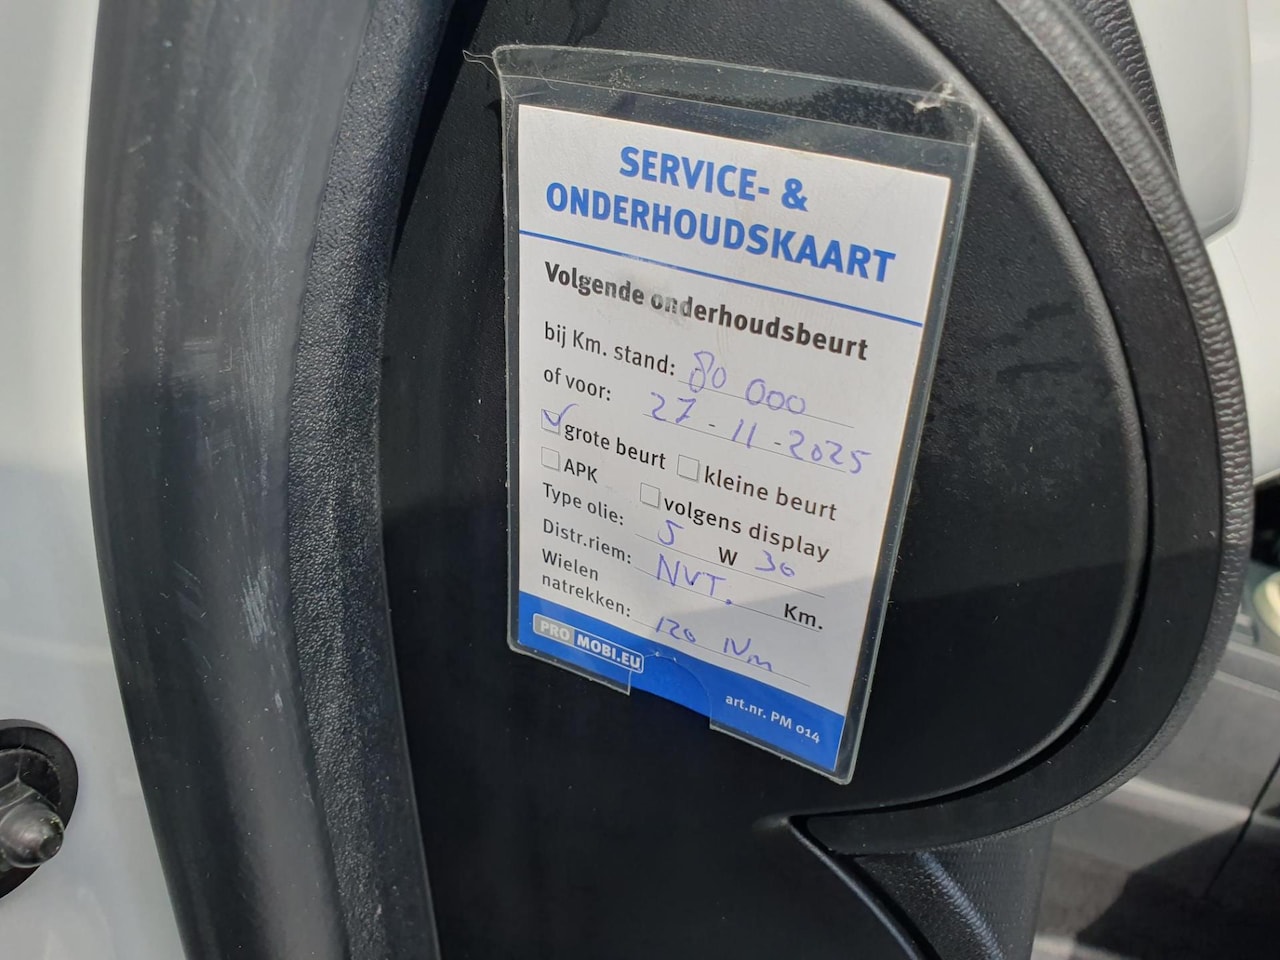 SERVICE- &
ONDERHOUDSKAART
Volgende onderhoudsbeurt
bij Km. stand: 80 000
of voor: 27-11-2025
grote beurt kleine beurt
APK volgens display
Type olie: 5 W 30
Distr.riem: NVT. Km.
Wielen
natrekken: 120 Nm
PRO MOBI.EU
art.nr. PM 014